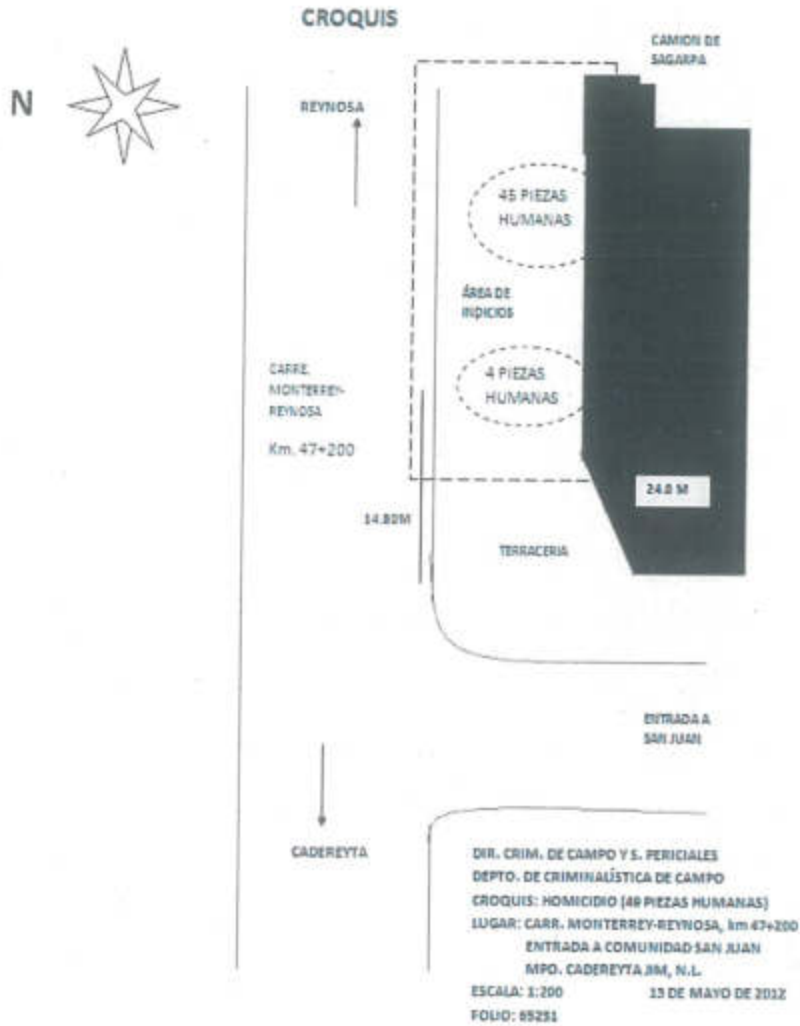 CROQUIS
CAMION DE
SAGARPA
N
REYNOSA
45 PIEZAS
HUMANAS
ÁREA DE
INDICIOS
4 PIEZAS
HUMANAS
CARRE.
MONTERREY-
REYNOSA
Km. 47+200
24.0 M
14.80M
TERRACERIA
ENTRADA A
SAN JUAN
CADEREYTA
DIR. CRIM. DE CAMPO Y S. PERICIALES
DEPTO. DE CRIMINALÍSTICA DE CAMPO
CROQUIS: HOMICIDIO (49 PIEZAS HUMANAS)
LUGAR: CARR. MONTERREY-REYNOSA, km 47+200
ENTRADA A COMUNIDAD SAN JUAN
MPO. CADEREYTA JIM, N.L.
ESCALA: 1:200 13 DE MAYO DE 2012
FOLIO: 65251